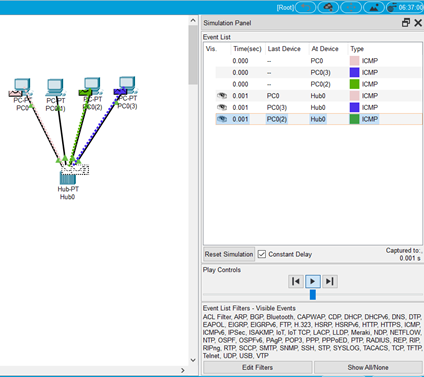 [Root]
06:37:00
Simulation Panel
Event List
Vis. Time(sec) Last Device At Device Type
0.000 -- PC0 ICMP
0.000 -- PC0(3) ICMP
0.000 -- PC0(2) ICMP
0.001 PC0 Hub0 ICMP
0.001 PC0(3) Hub0 ICMP
0.001 PC0(2) Hub0 ICMP
PC-PT PC-PT PC-PT PC-PT
PC0 PC0(2) PC0(3)
Hub-PT
Hub0
Reset Simulation Constant Delay Captured to:
0.001 s
Play Controls
Event List Filters - Visible Events
ACL Filter, ARP, BGP, Bluetooth, CAPWAP, CDP, DHCP, DHCPv6, DNS, DTP,
EAPOL, EIGRP, EIGRPv6, FTP, H.323, HSRP, HSRPv6, HTTP, HTTPS, ICMP,
ICMPv6, IPSec, ISAKMP, IoT, IoT TCP, LACP, LLDP, Meraki, NDP, NETFLOW,
NTP, OSPF, OSPFv6, PAgP, POP3, PPP, PPPoED, PTP, RADIUS, REP, RIP,
RIPng, RTP, SCCP, SMTP, SNMP, SSH, STP, SYSLOG, TACACS, TCP, TFTP,
Telnet, UDP, USB, VTP
Edit Filters Show All/None